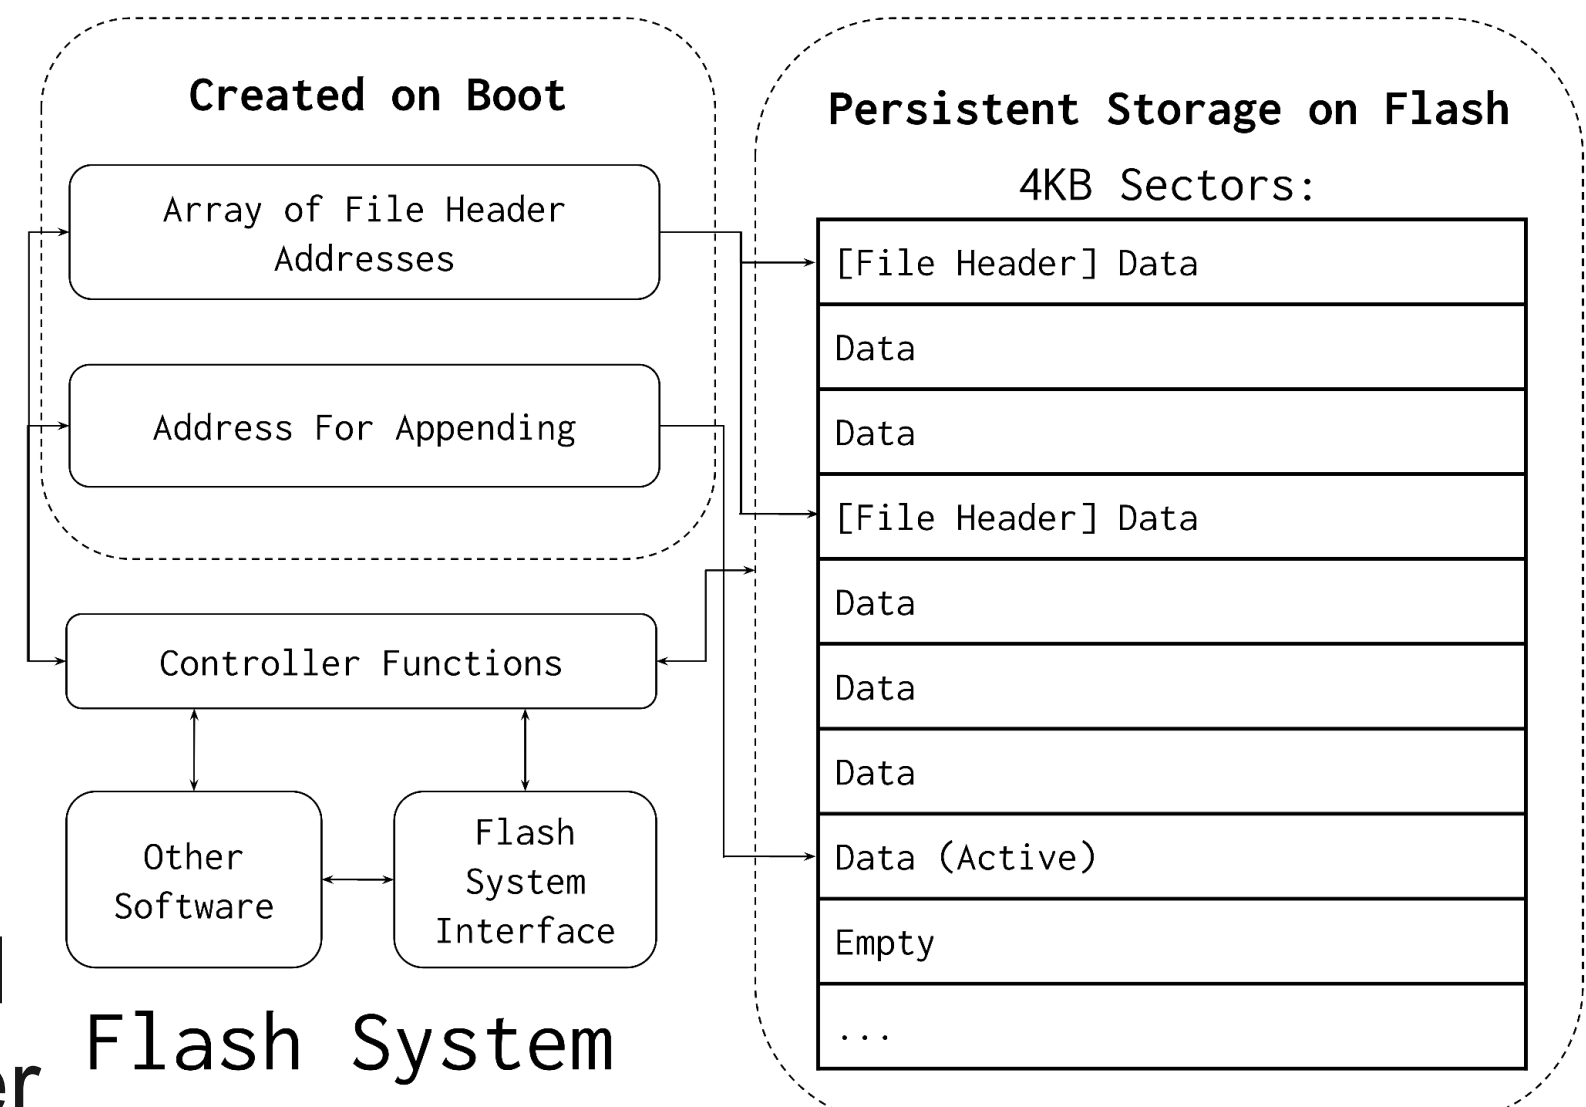 Created on Boot
Array of File Header
Addresses
Address For Appending
Controller Functions
Other
Software
Flash
System
Interface
Flash System
er
Persistent Storage on Flash
4KB Sectors:
[File Header] Data
Data
Data
[File Header] Data
Data
Data
Data
Data (Active)
Empty
...